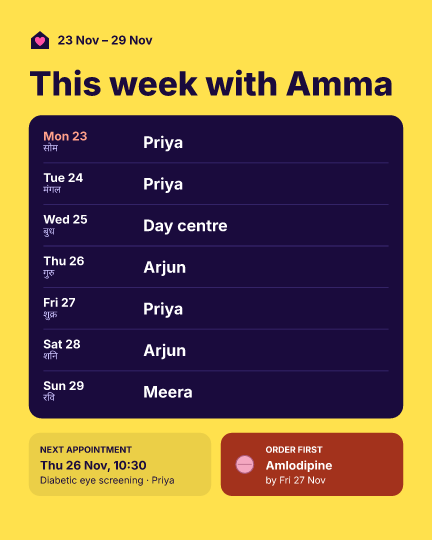 23 Nov – 29 Nov
This week with Amma
Mon 23
सोम
Priya
Tue 24
मंगल
Priya
Wed 25
बुध
Day centre
Thu 26
गुरु
Arjun
Fri 27
शुक्र
Priya
Sat 28
शनि
Arjun
Sun 29
रवि
Meera
NEXT APPOINTMENT
Thu 26 Nov, 10:30
Diabetic eye screening · Priya
ORDER FIRST
Amlodipine
by Fri 27 Nov